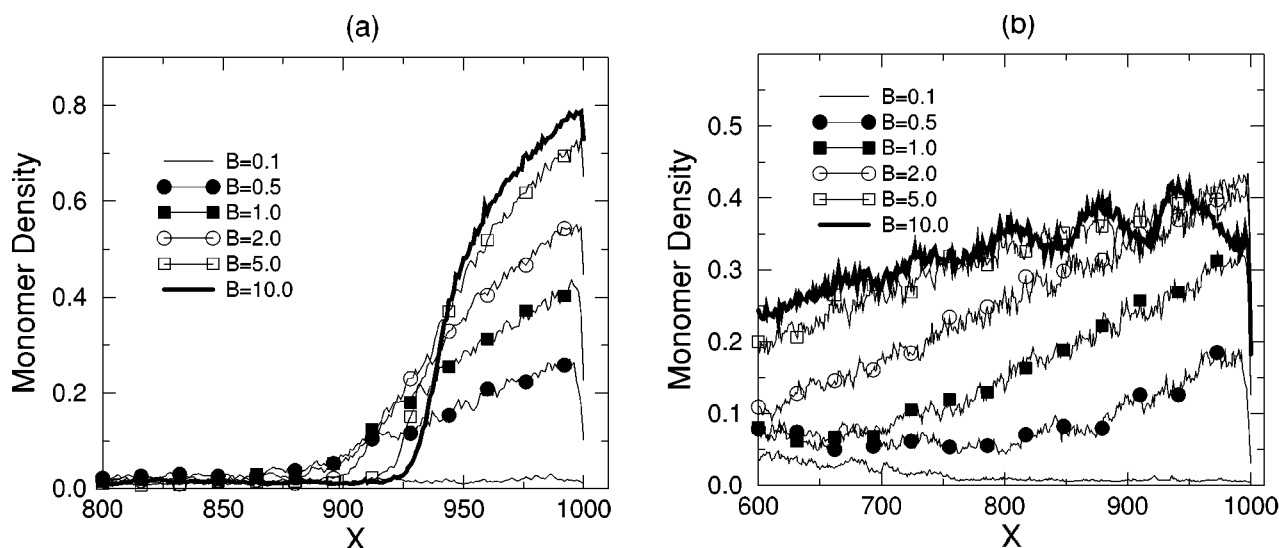 (a)
Monomer Density
0.8
0.6
0.4
0.2
0.0
B=0.1
B=0.5
B=1.0
B=2.0
B=5.0
B=10.0
800 850 900 950 1000
X
(b)
Monomer Density
0.5
0.4
0.3
0.2
0.1
0.0
B=0.1
B=0.5
B=1.0
B=2.0
B=5.0
B=10.0
600 700 800 900 1000
X